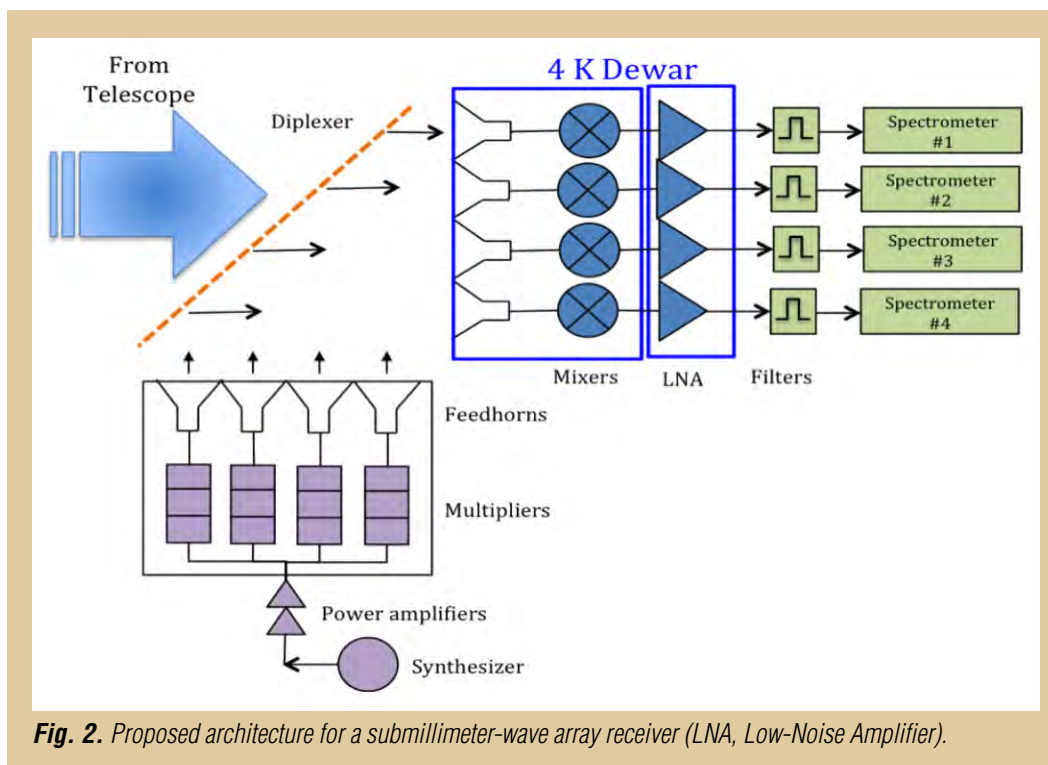 From
Telescope
Diplexer
4 K Dewar
Spectrometer
#1
Spectrometer
#2
Spectrometer
#3
Spectrometer
#4
Mixers
LNA
Filters
Feedhorns
Multipliers
Power amplifiers
Synthesizer
Fig. 2. Proposed architecture for a submillimeter-wave array receiver (LNA, Low-Noise Amplifier).